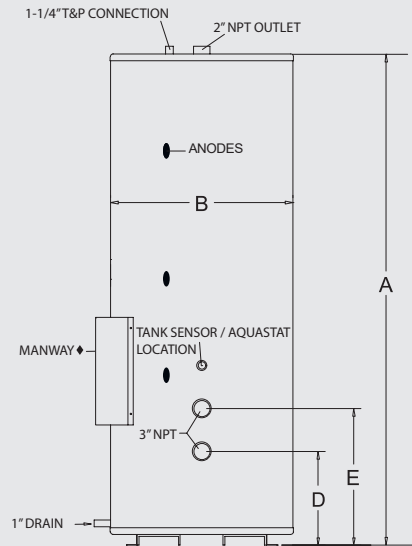 1-1/4" T&P CONNECTION
2" NPT OUTLET
ANODES
B
A
TANK SENSOR / AQUASTAT
LOCATION
MANWAY ♦
3" NPT
E
D
1" DRAIN